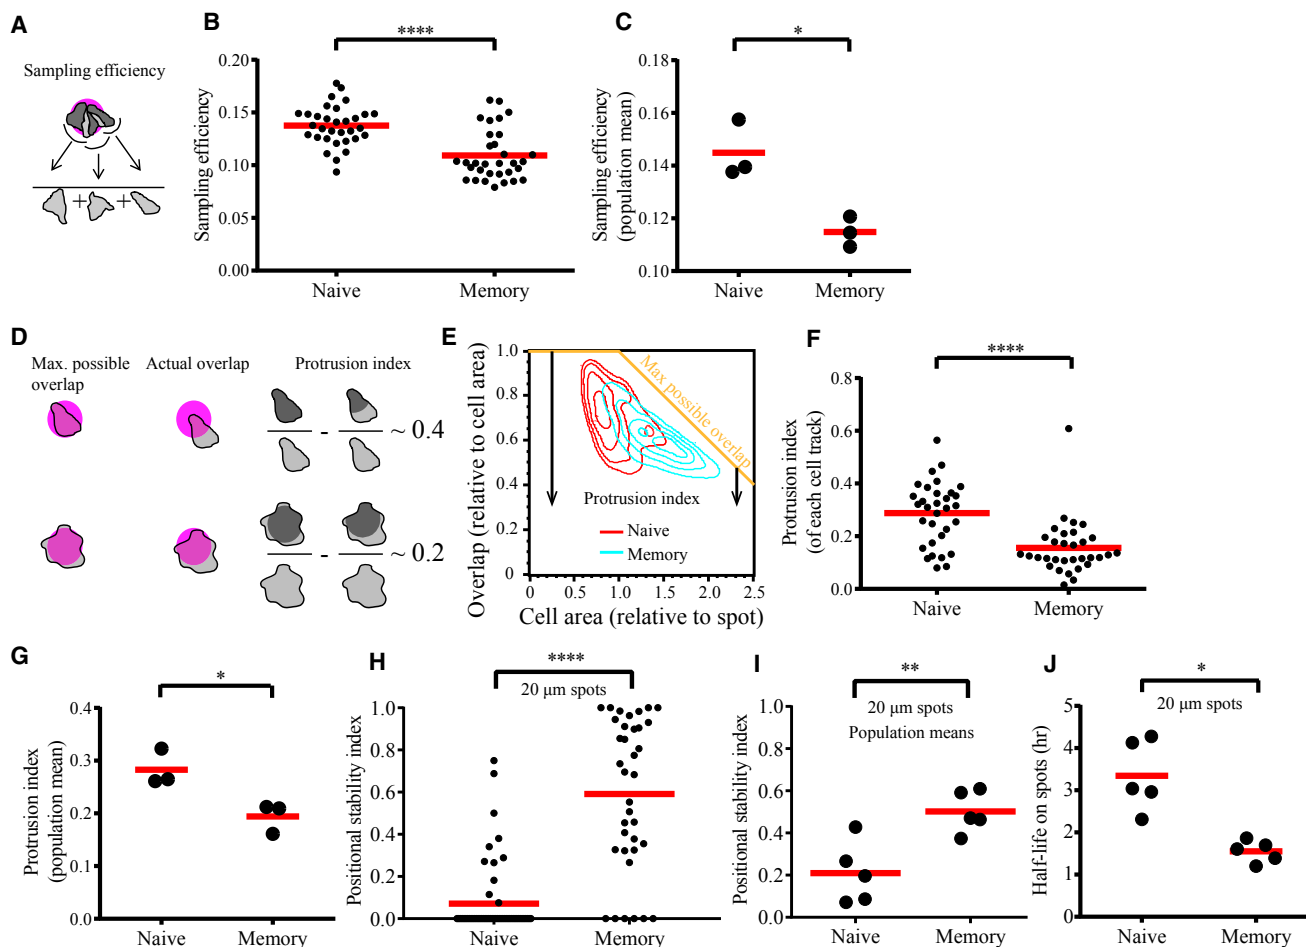 A
Sampling efficiency
+ +
B
****
Sampling efficiency
0.20
0.15
0.10
0.05
0.00
Naive Memory
C
*
Sampling efficiency
(population mean)
0.18
0.16
0.14
0.12
0.10
Naive Memory
D
Max. possible
overlap
Actual overlap
Protrusion index
- ~ 0.4
- ~ 0.2
E
Overlap (relative to cell area)
1.0
0.8
0.6
0.4
0.2
0
Max possible overlap
Protrusion index
Naive
Memory
0 0.5 1.0 1.5 2.0 2.5
Cell area (relative to spot)
F
****
Protrusion index
(of each cell track)
0.8
0.6
0.4
0.2
0.0
Naive Memory
G
*
Protrusion index
(population mean)
0.4
0.3
0.2
0.1
0.0
Naive Memory
H
****
20 μm spots
Positional stability index
1.0
0.8
0.6
0.4
0.2
0.0
Naive Memory
I
**
20 μm spots
Population means
Positional stability index
1.0
0.8
0.6
0.4
0.2
0.0
Naive Memory
J
*
20 μm spots
Half-life on spots (hr)
5
4
3
2
1
0
Naive Memory